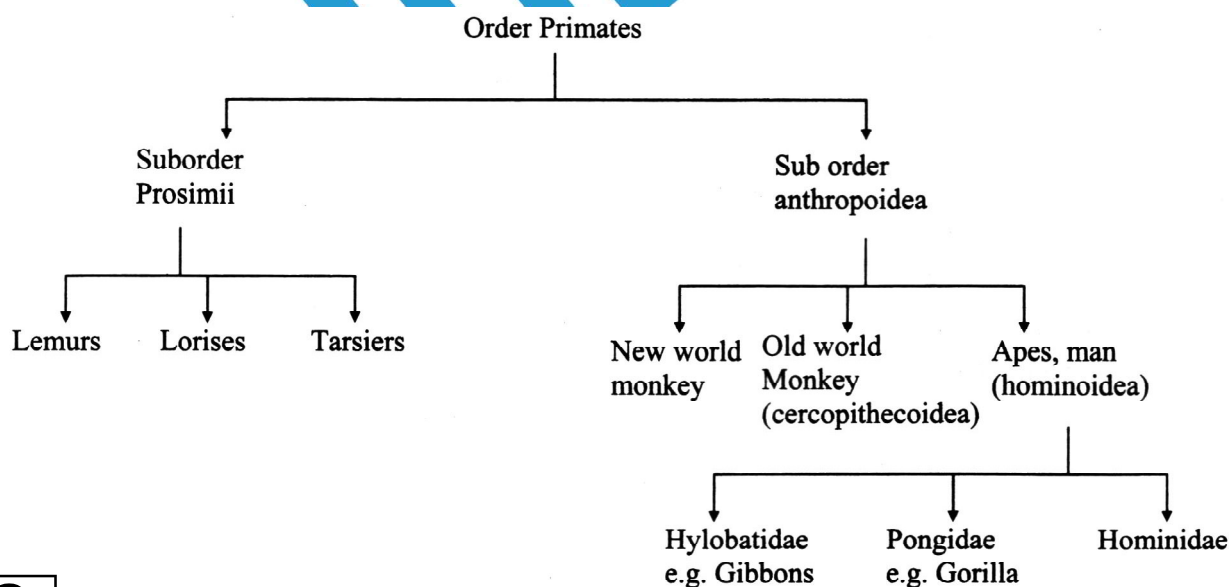 Order Primates
Suborder
Prosimii
Sub order
anthropoidea
Lemurs
Lorises
Tarsiers
New world
monkey
Old world
Monkey
(cercopithecoidea)
Apes, man
(hominoidea)
Hylobatidae
e.g. Gibbons
Pongidae
e.g. Gorilla
Hominidae